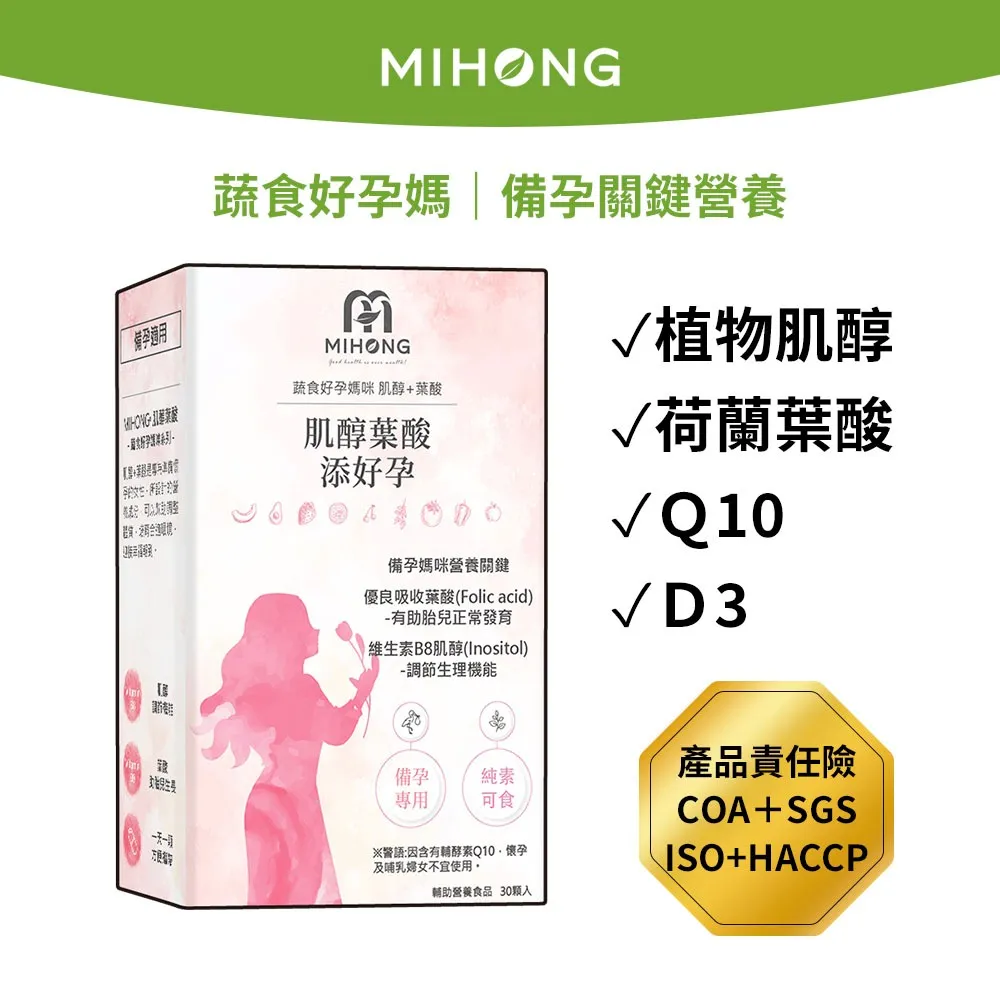 MIHONG
蔬食好孕媽｜備孕關鍵營養
備孕適用
MIHONG
Good health is over wealth!
蔬食好孕媽咪 肌醇+葉酸
肌醇葉酸
添好孕
備孕媽咪營養關鍵
優良吸收葉酸(Folic acid)
-有助胎兒正常發育
維生素B8肌醇(Inositol)
-調節生理機能
備孕
專用
純素
可食
※警語:因含有輔酵素Q10，懷孕
及哺乳婦女不宜使用。
輔助營養食品 30顆入
✓植物肌醇
✓荷蘭葉酸
✓Q10
✓D3
產品責任險
COA＋SGS
ISO+HACCP